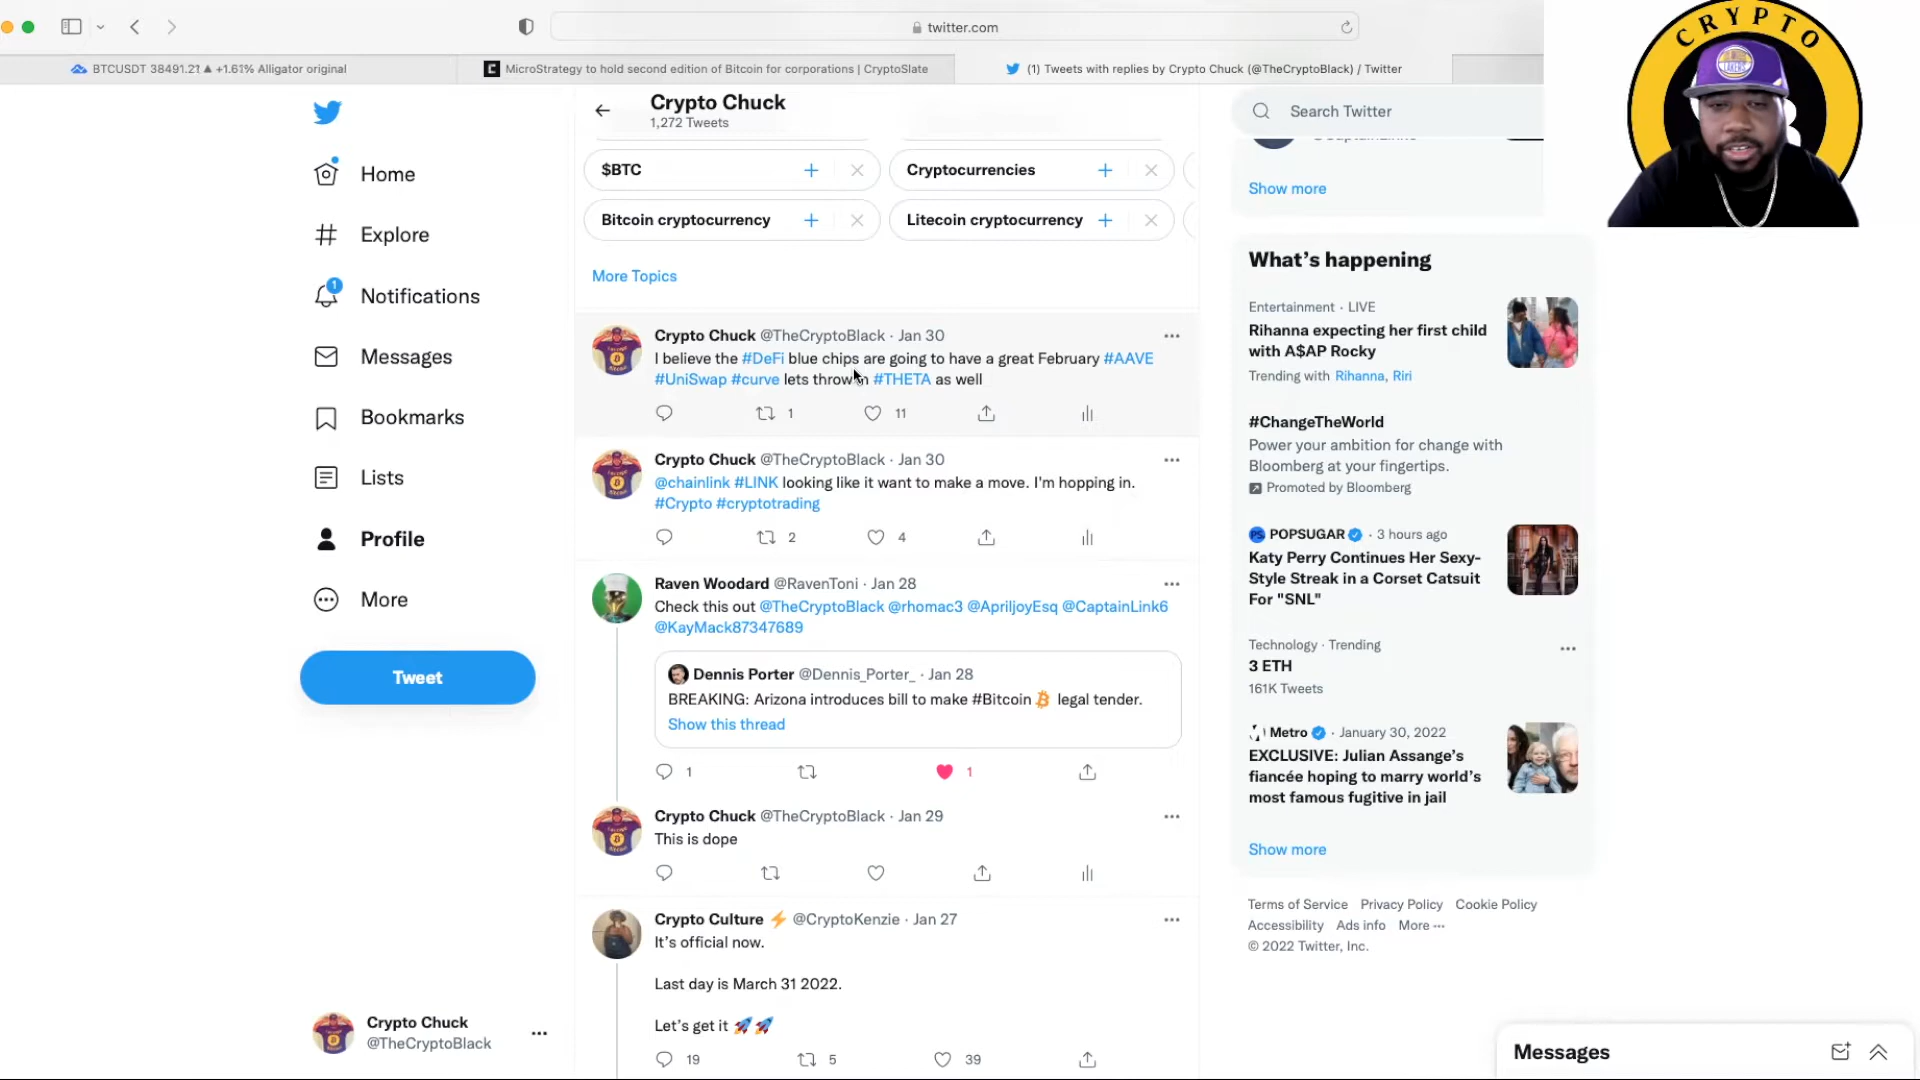 twitter.com
BTCUSDT 38491.21 ▲ +1.61% Alligator original
MicroStrategy to hold second edition of Bitcoin for corporations | CryptoSlate
(1) Tweets with replies by Crypto Chuck (@TheCryptoBlack) / Twitter
CRYPTO
LAKERS
Home
Explore
1
Notifications
Messages
Bookmarks
Lists
Profile
More
Tweet
Crypto Chuck
@TheCryptoBlack
Crypto Chuck
1,272 Tweets
$BTC
Cryptocurrencies
Bitcoin cryptocurrency
Litecoin cryptocurrency
More Topics
Crypto Chuck @TheCryptoBlack · Jan 30
I believe the #DeFi blue chips are going to have a great February #AAVE
#UniSwap #curve lets throw in #THETA as well
1 11
Crypto Chuck @TheCryptoBlack · Jan 30
@chainlink #LINK looking like it want to make a move. I'm hopping in.
#Crypto #cryptotrading
2 4
Raven Woodard @RavenToni · Jan 28
Check this out @TheCryptoBlack @rhomac3 @ApriljoyEsq @CaptainLink6
@KayMack87347689
Dennis Porter @Dennis_Porter_ · Jan 28
BREAKING: Arizona introduces bill to make #Bitcoin legal tender.
Show this thread
1 1
Crypto Chuck @TheCryptoBlack · Jan 29
This is dope
Crypto Culture ⚡ @CryptoKenzie · Jan 27
It's official now.
Last day is March 31 2022.
Let's get it 🚀🚀
19 5 39
Search Twitter
Show more
What's happening
Entertainment · LIVE
Rihanna expecting her first child
with A$AP Rocky
Trending with Rihanna, Riri
#ChangeTheWorld
Power your ambition for change with
Bloomberg at your fingertips.
Promoted by Bloomberg
POPSUGAR · 3 hours ago
Katy Perry Continues Her Sexy-
Style Streak in a Corset Catsuit
For "SNL"
Technology · Trending
3 ETH
161K Tweets
Metro · January 30, 2022
EXCLUSIVE: Julian Assange's
fiancée hoping to marry world's
most famous fugitive in jail
Show more
Terms of Service Privacy Policy Cookie Policy
Accessibility Ads info More ···
© 2022 Twitter, Inc.
Messages